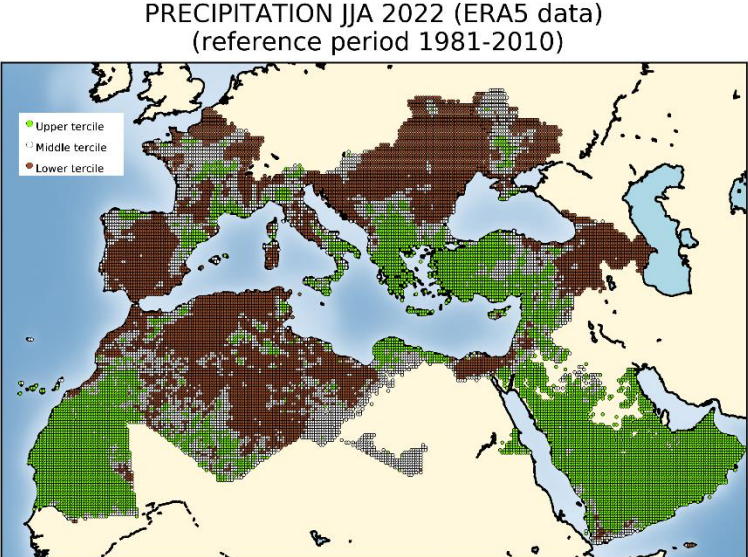 PRECIPITATION JJA 2022 (ERA5 data)
(reference period 1981-2010)
Upper tercile
Middle tercile
Lower tercile